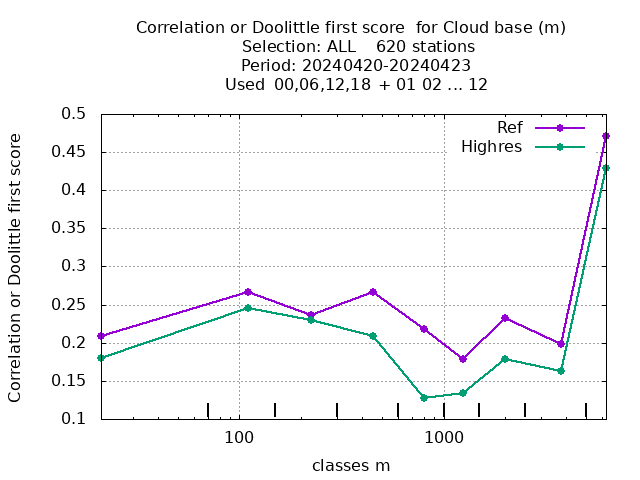 Correlation or Doolittle first score  for Cloud base (m)
Selection: ALL    620 stations
Period: 20240420-20240423
Used  00,06,12,18 + 01 02 ... 12
Ref
Highres
Correlation or Doolittle first score
0.5
0.45
0.4
0.35
0.3
0.25
0.2
0.15
0.1
100
1000
classes m